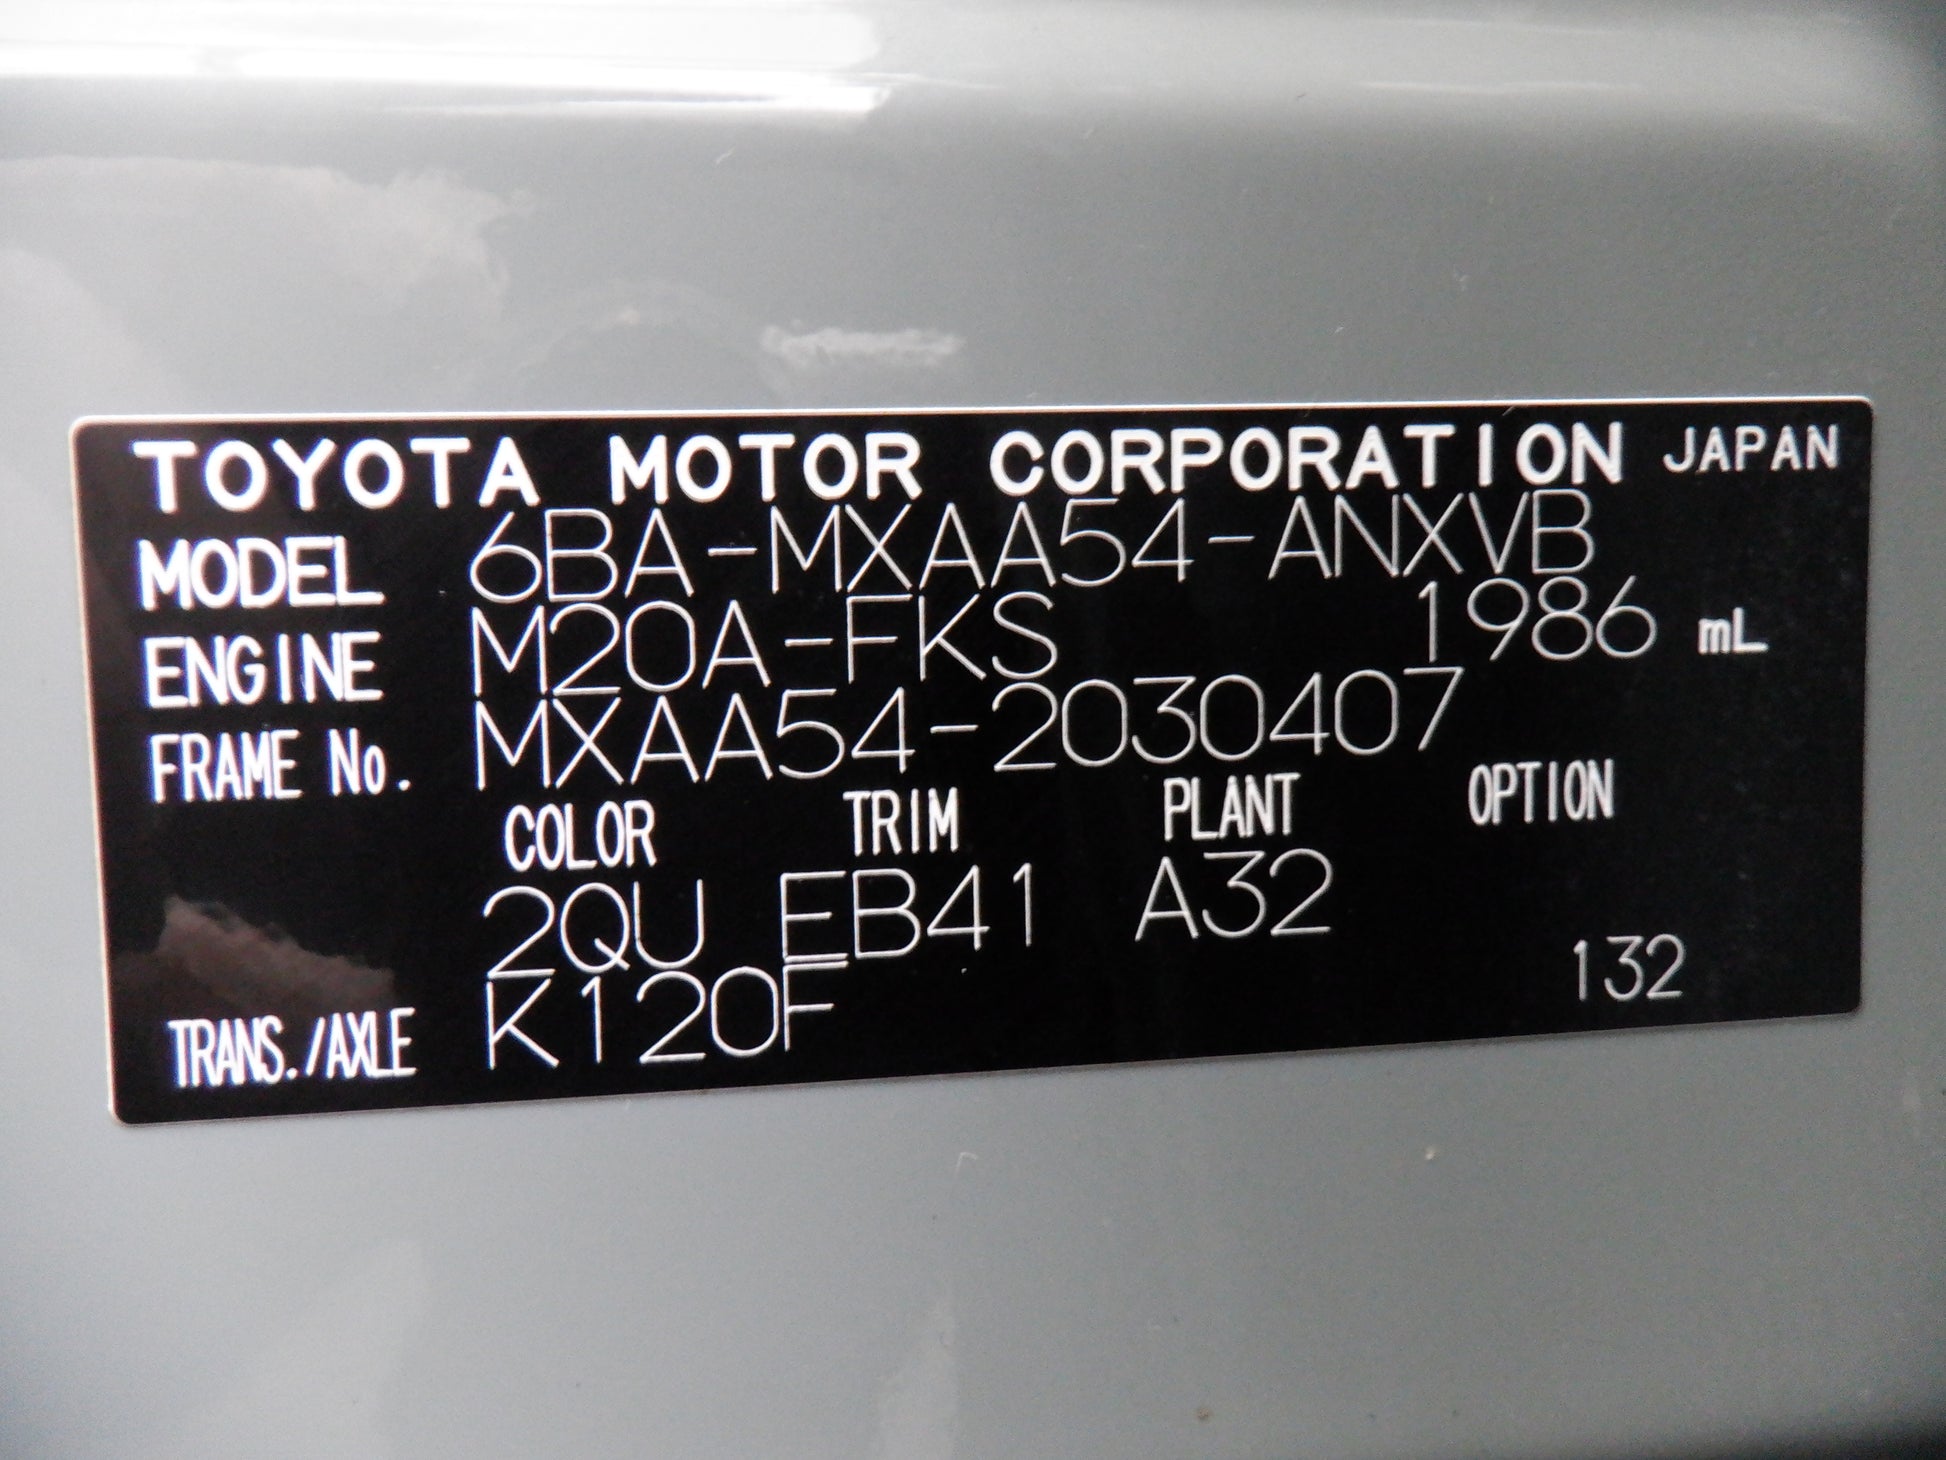 TOYOTA MOTOR CORPORATION JAPAN
MODEL 6BA-MXAA54-ANXVB
ENGINE M20A-FKS 1986 mL
FRAME No. MXAA54-2030407
COLOR TRIM PLANT OPTION
2QU EB41 A32
132
TRANS./AXLE K120F